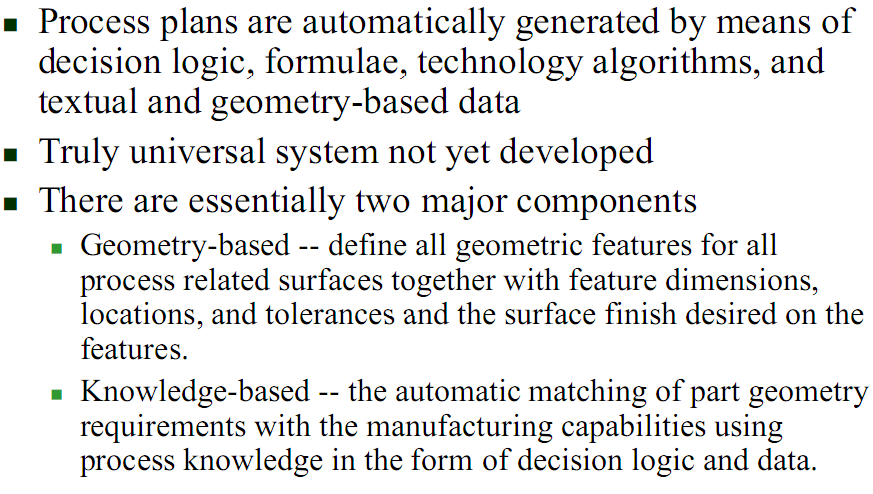 Process plans are automatically generated by means of
decision logic, formulae, technology algorithms, and
textual and geometry-based data
Truly universal system not yet developed
There are essentially two major components
Geometry-based -- define all geometric features for all
process related surfaces together with feature dimensions,
locations, and tolerances and the surface finish desired on the
features.
Knowledge-based -- the automatic matching of part geometry
requirements with the manufacturing capabilities using
process knowledge in the form of decision logic and data.